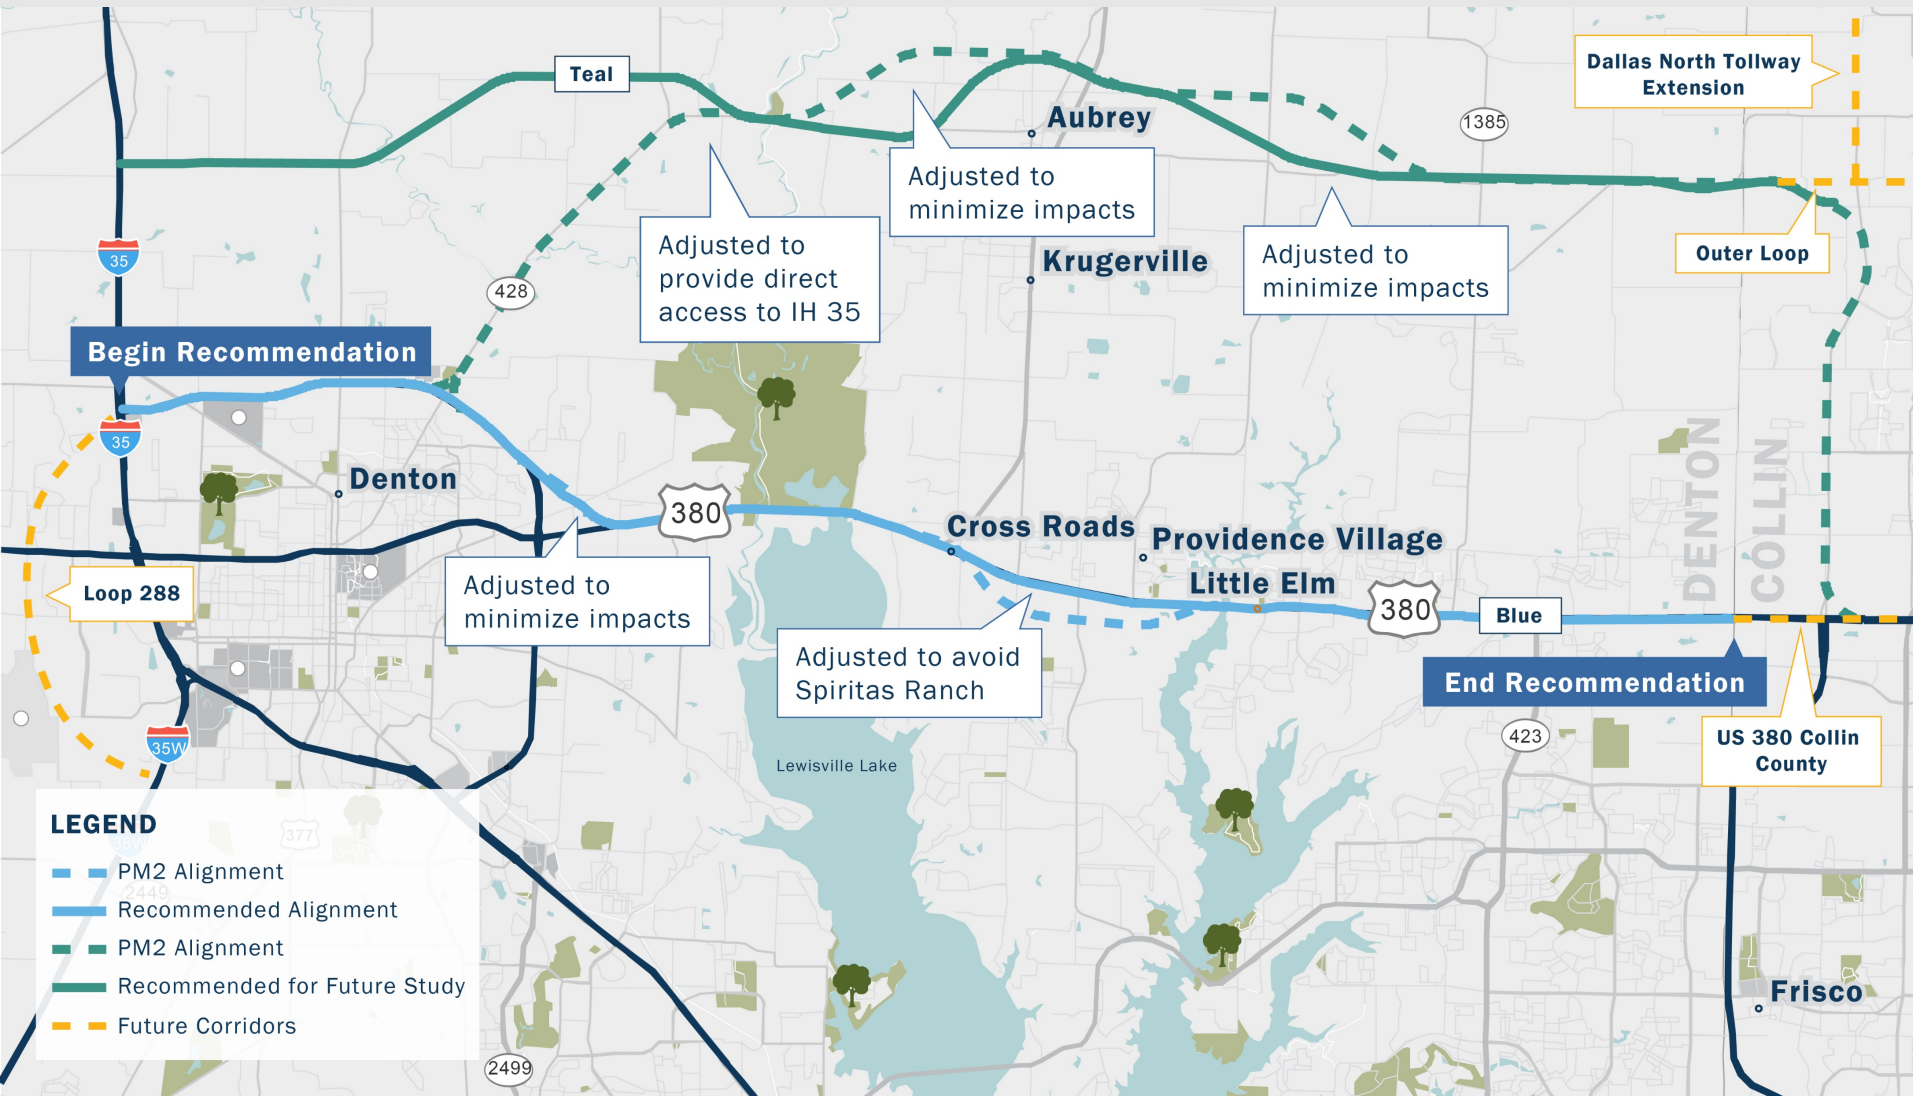 Teal
Dallas North Tollway
Extension
Aubrey
1385
Adjusted to
minimize impacts
Adjusted to
provide direct
access to IH 35
Krugerville
Adjusted to
minimize impacts
Outer Loop
35
428
Begin Recommendation
35
Denton
380
DENTON
COLLIN
Cross Roads
Providence Village
Little Elm
380
Blue
Loop 288
Adjusted to
minimize impacts
Adjusted to avoid
Spiritas Ranch
End Recommendation
423
US 380 Collin
County
35W
Lewisville Lake
LEGEND
377
35W
PM2 Alignment
2449
Recommended Alignment
PM2 Alignment
Recommended for Future Study
Future Corridors
2499
Frisco